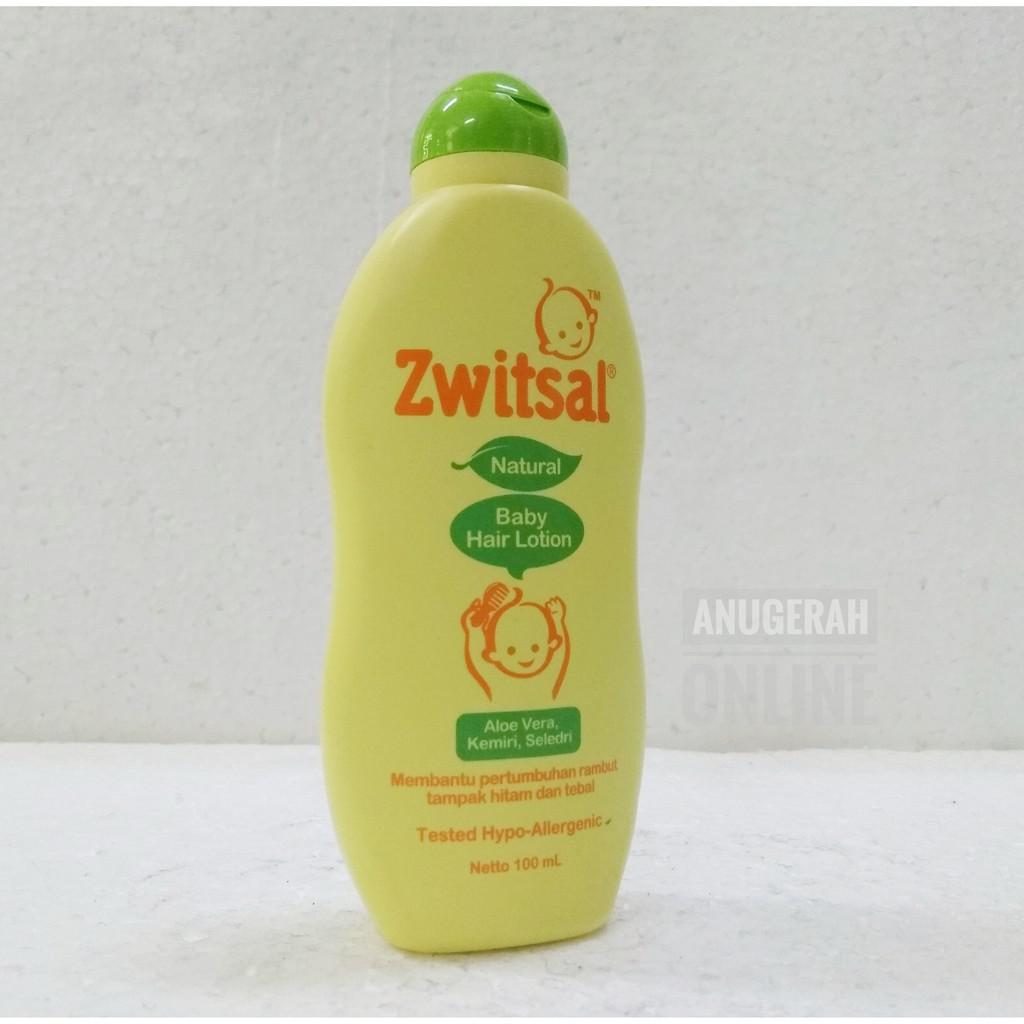 TM
Zwitsal®
Natural
Baby
Hair Lotion
Aloe Vera,
Kemiri, Seledri
Membantu pertumbuhan rambut
tampak hitam dan tebal
Tested Hypo-Allergenic
Netto 100 mL
ANUGERAH
ONLINE